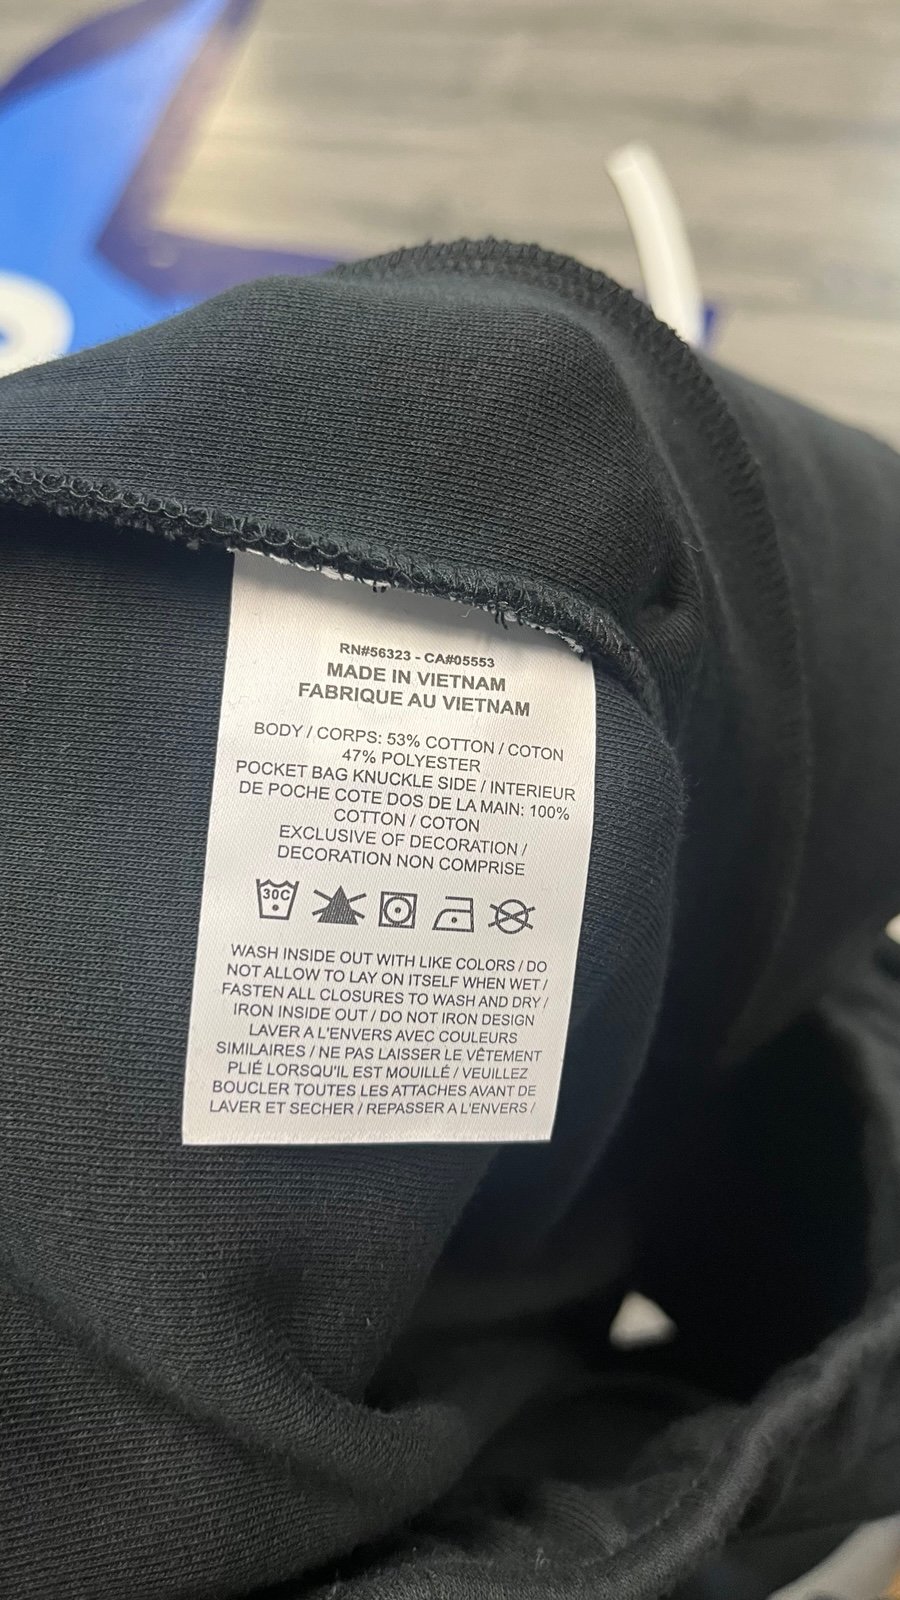 RN#56323 - CA#05553
MADE IN VIETNAM
FABRIQUE AU VIETNAM
BODY / CORPS: 53% COTTON / COTON
47% POLYESTER
POCKET BAG KNUCKLE SIDE / INTERIEUR
DE POCHE COTE DOS DE LA MAIN: 100%
COTTON / COTON
EXCLUSIVE OF DECORATION /
DECORATION NON COMPRISE
30C
WASH INSIDE OUT WITH LIKE COLORS / DO
NOT ALLOW TO LAY ON ITSELF WHEN WET /
FASTEN ALL CLOSURES TO WASH AND DRY /
IRON INSIDE OUT / DO NOT IRON DESIGN
LAVER A L'ENVERS AVEC COULEURS
SIMILAIRES / NE PAS LAISSER LE VÊTEMENT
PLIÉ LORSQU'IL EST MOUILLÉ / VEUILLEZ
BOUCLER TOUTES LES ATTACHES AVANT DE
LAVER ET SECHER / REPASSER A L'ENVERS /